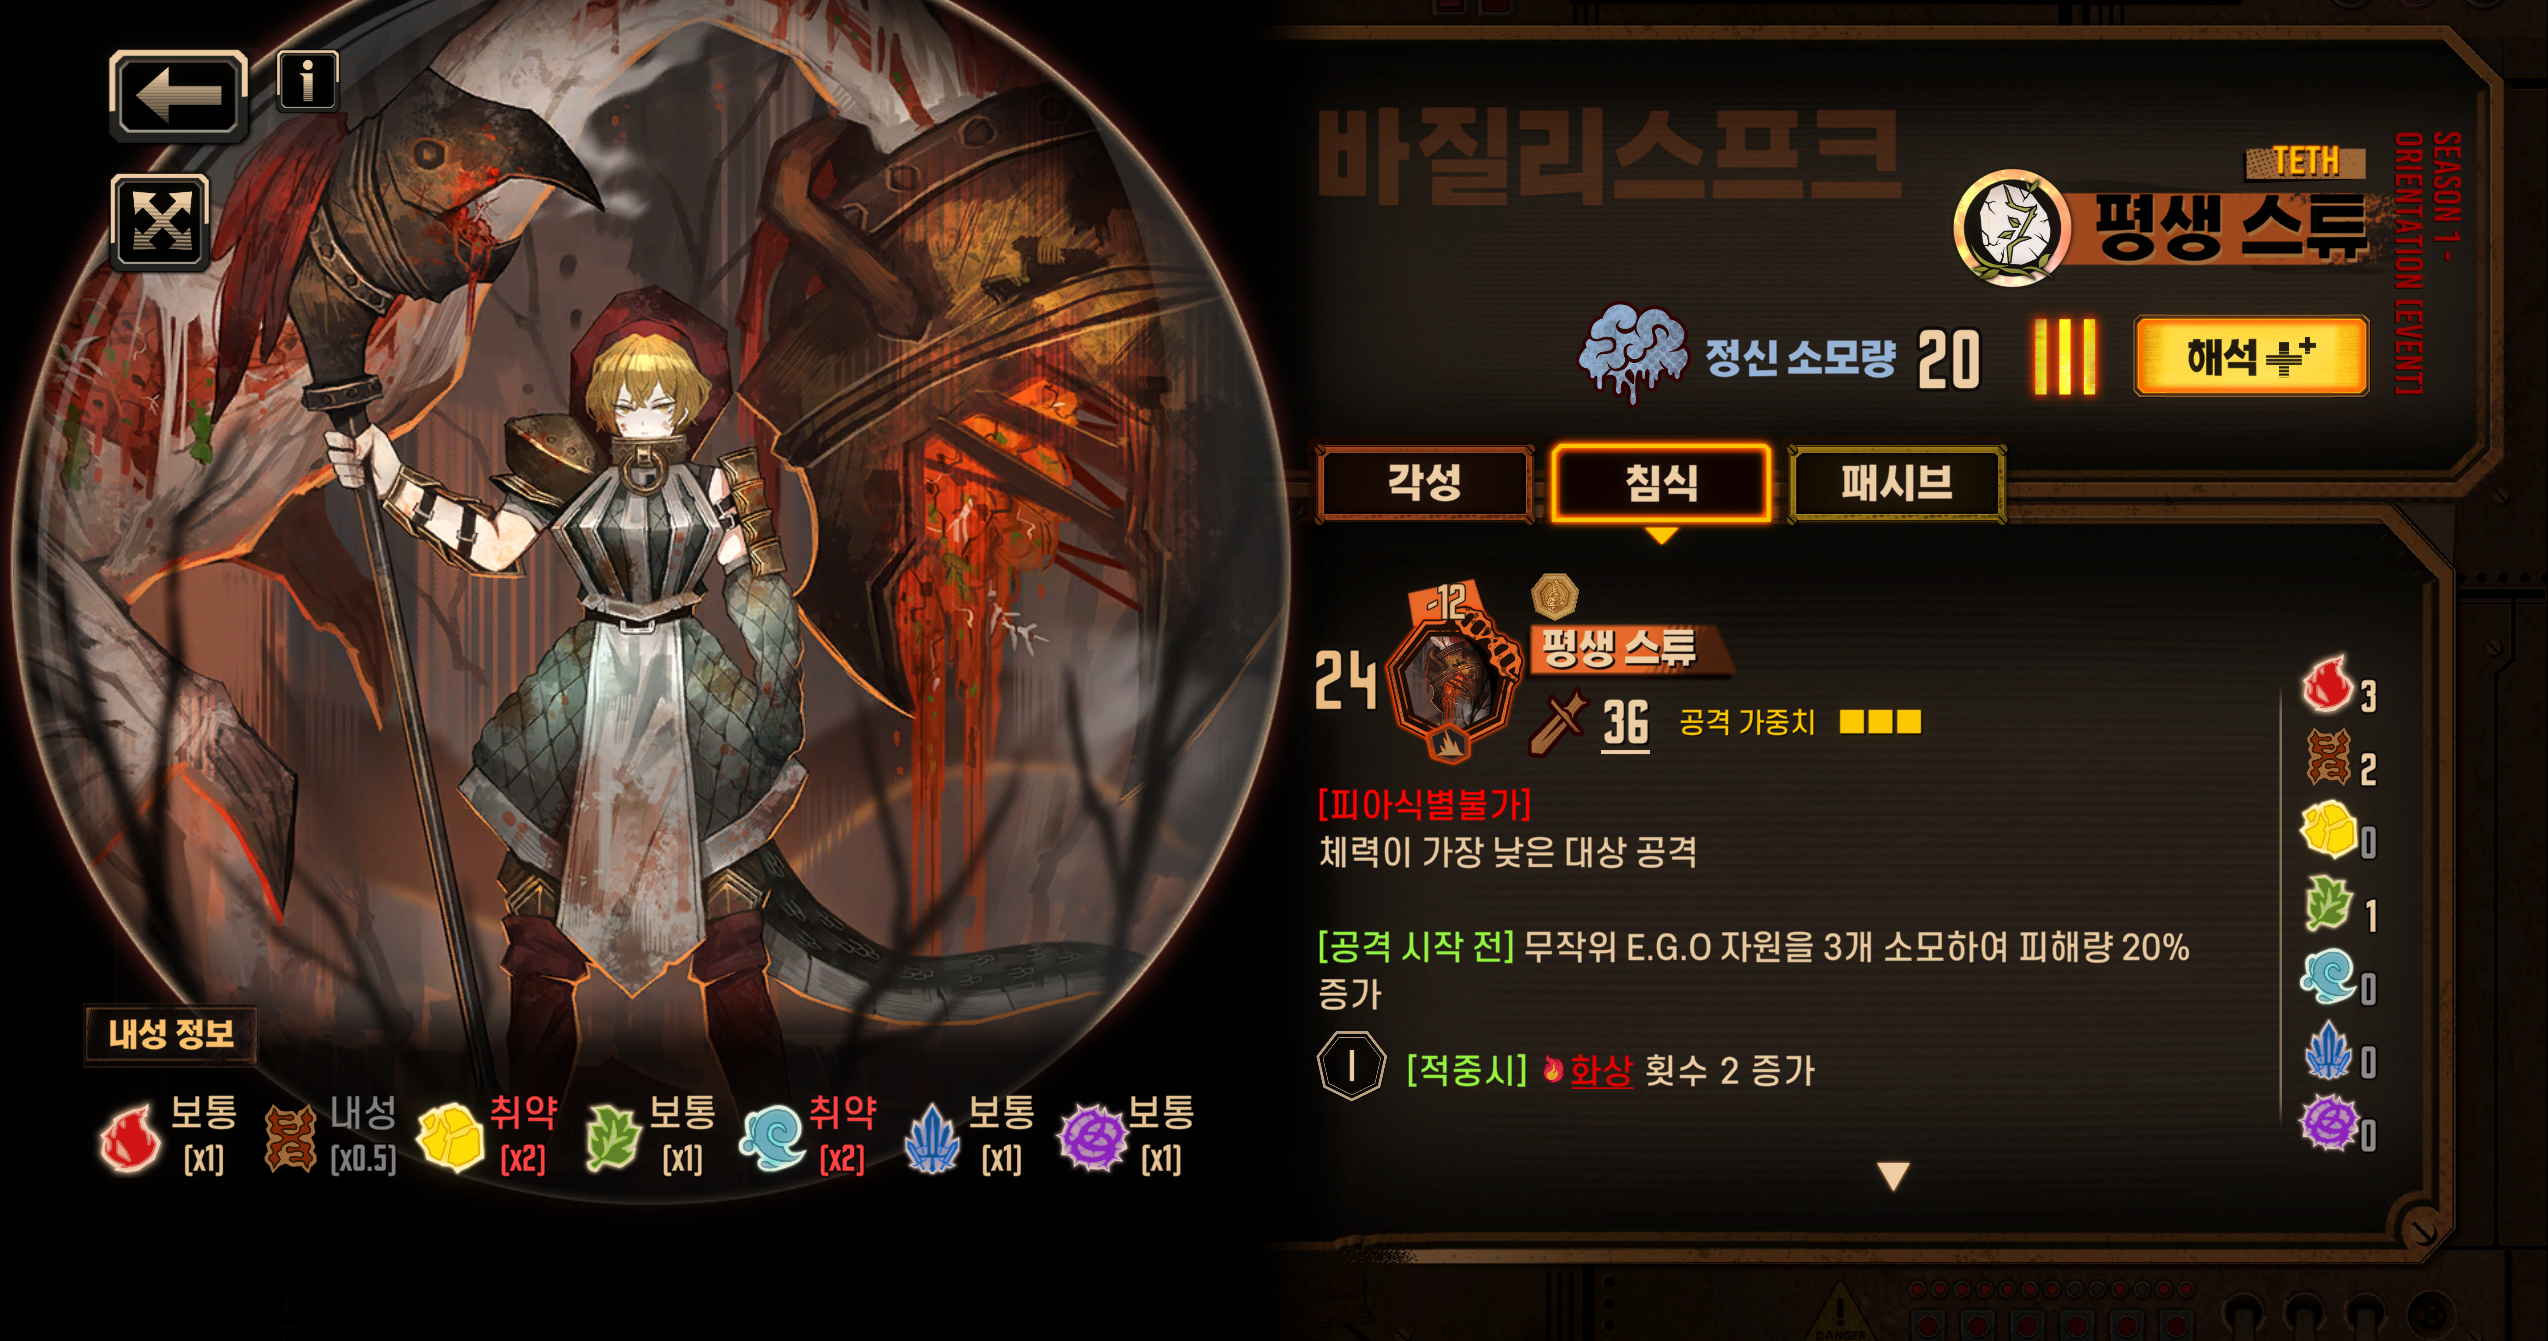 바질리스프크
TETH
평생 스튜
SEASON 1 -
ORIENTATION [EVENT]
정신 소모량 20
해석
각성 침식 패시브
-12
24
평생 스튜
36 공격 가중치
[피아식별불가]
체력이 가장 낮은 대상 공격
[공격 시작 전] 무작위 E.G.O 자원을 3개 소모하여 피해량 20%
증가
I [적중시] 화상 횟수 2 증가
3
2
0
1
0
0
0
내성 정보
보통 내성 취약 보통 취약 보통 보통
[x1] [x0.5] [x2] [x1] [x2] [x1] [x1]
DANGER